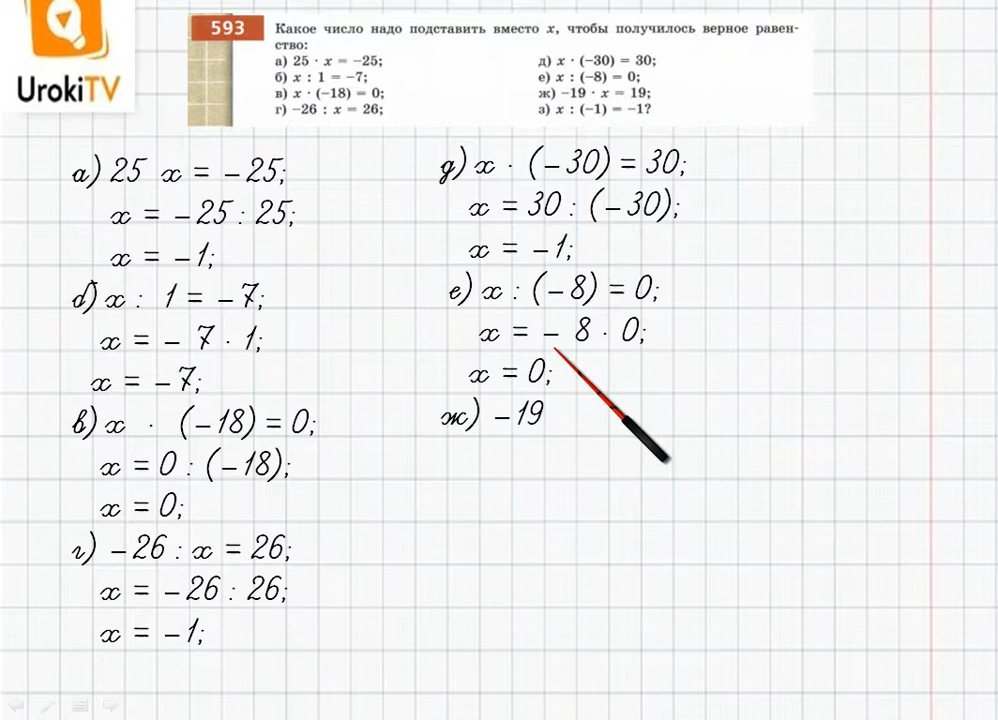 UrokiTV
593 Какое число надо подставить вместо x, чтобы получилось верное равен-
ство:
а) 25 · x = −25;
б) x : 1 = −7;
в) x · (−18) = 0;
г) −26 : x = 26;
д) x · (−30) = 30;
е) x : (−8) = 0;
ж) −19 · x = 19;
з) x : (−1) = −1?
а) 25 x = −25;
x = −25 : 25;
x = −1;
б) x : 1 = −7;
x = − 7 · 1;
x = −7;
в) x · (−18) = 0;
x = 0 : (−18);
x = 0;
г) −26 : x = 26;
x = −26 : 26;
x = −1;
д) x · (−30) = 30;
x = 30 : (−30);
x = −1;
е) x : (−8) = 0;
x = − 8 · 0;
x = 0;
ж) −19